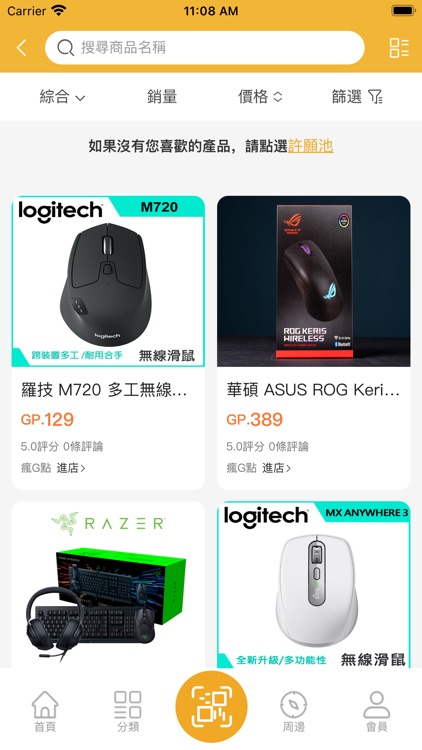 Carrier 11:08 AM
搜尋商品名稱
綜合 銷量 價格 篩選
如果沒有您喜歡的產品，請點選許願池
logitech M720
logitech
跨裝置多工/耐用合手 無線滑鼠
羅技 M720 多工無線...
GP.129
5.0評分 0條評論
瘋G點 進店>
ROG KERIS
WIRELESS
Bluetooth
華碩 ASUS ROG Keri...
GP.389
5.0評分 0條評論
瘋G點 進店>
RAZER
logitech MX ANYWHERE 3
全新升級/多功能性 無線滑鼠
首頁 分類 周邊 會員